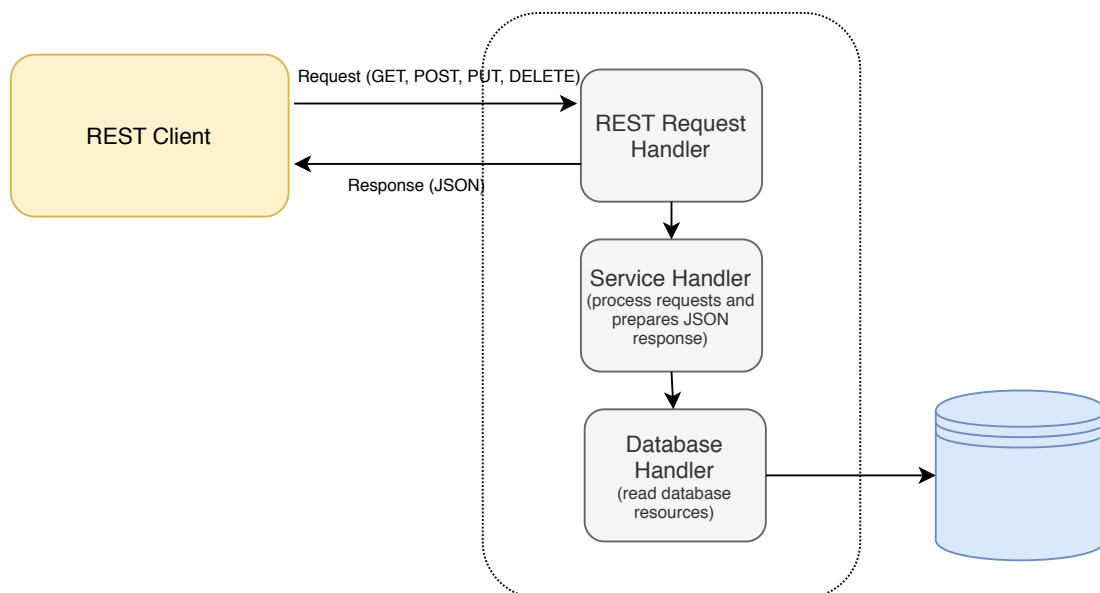 Request (GET, POST, PUT, DELETE)
REST Client
REST Request
Handler
Response (JSON)
Service Handler
(process requests and
prepares JSON
response)
Database
Handler
(read database
resources)